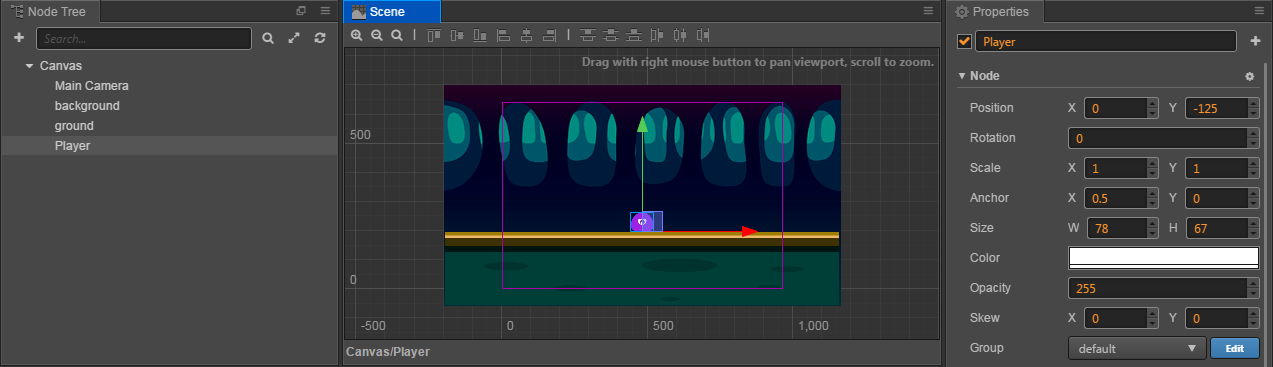 Node Tree
Search...
Canvas
Main Camera
background
ground
Player
Scene
Drag with right mouse button to pan viewport, scroll to zoom.
500
0
-500
0
500
1,000
Canvas/Player
Properties
Player
Node
Position X 0 Y -125
Rotation 0
Scale X 1 Y 1
Anchor X 0.5 Y 0
Size W 78 H 67
Color
Opacity 255
Skew X 0 Y 0
Group default Edit